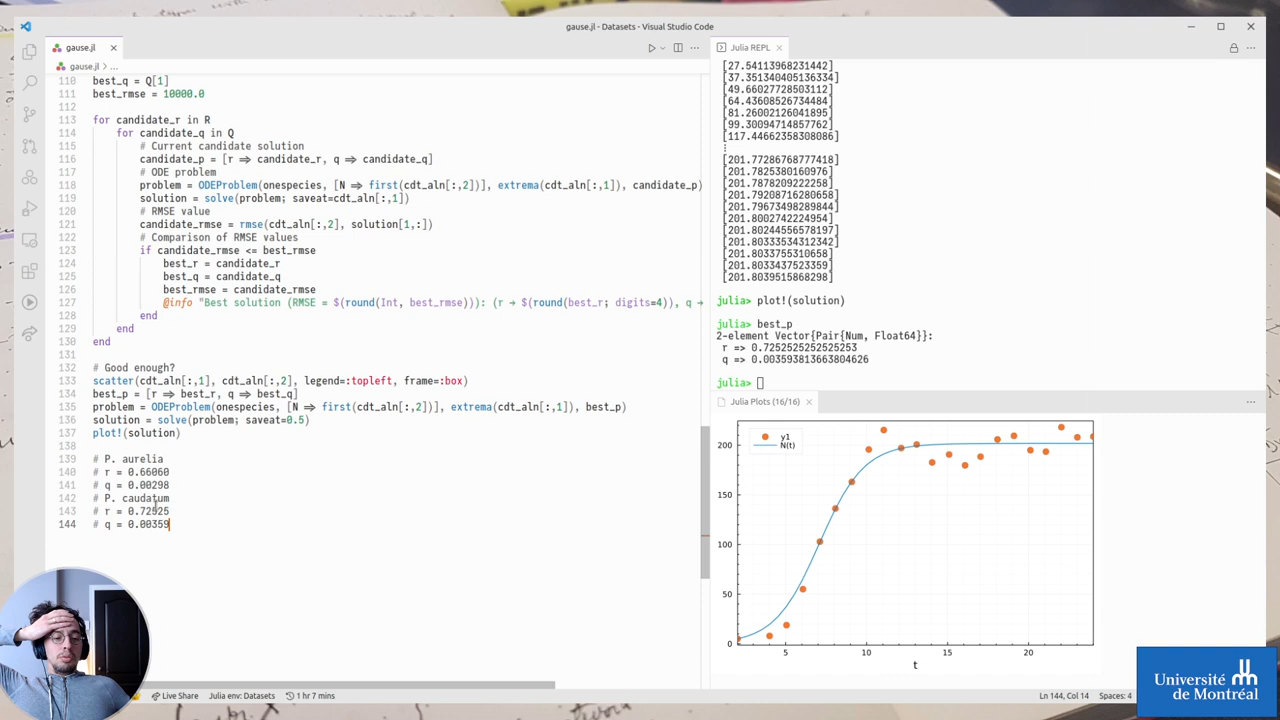 gause.jl - Datasets - Visual Studio Code
gause.jl
gause.jl > ...
110 best_q = Q[1]
111 best_rmse = 10000.0
112
113 for candidate_r in R
114 for candidate_q in Q
115 # Current candidate solution
116 candidate_p = [r => candidate_r, q => candidate_q]
117 # ODE problem
118 problem = ODEProblem(onespecies, [N => first(cdt_aln[:,2])], extrema(cdt_aln[:,1]), candidate_p)
119 solution = solve(problem; saveat=cdt_aln[:,1])
120 # RMSE value
121 candidate_rmse = rmse(cdt_aln[:,2], solution[1,:])
122 # Comparison of RMSE values
123 if candidate_rmse <= best_rmse
124 best_r = candidate_r
125 best_q = candidate_q
126 best_rmse = candidate_rmse
127 @info "Best solution (RMSE = $(round(Int, best_rmse))): (r → $(round(best_r; digits=4)), q →
128 end
129 end
130 end
131
132 # Good enough?
133 scatter(cdt_aln[:,1], cdt_aln[:,2], legend=:topleft, frame=:box)
134 best_p = [r => best_r, q => best_q]
135 problem = ODEProblem(onespecies, [N => first(cdt_aln[:,2])], extrema(cdt_aln[:,1]), best_p)
136 solution = solve(problem; saveat=0.5)
137 plot!(solution)
138
139 # P. aurelia
140 # r = 0.66060
141 # q = 0.00298
142 # P. caudatum
143 # r = 0.72525
144 # q = 0.00359
Julia REPL
[27.54113968231442]
[37.351340405136334]
[49.66027728503112]
[64.43608526734484]
[81.26002126041895]
[99.30094714857762]
[117.44662358308086]
⋮
[201.77286768777418]
[201.7825380160976]
[201.7878209222258]
[201.79208716280658]
[201.79673498289844]
[201.8002742224954]
[201.80244556578197]
[201.80333534312342]
[201.8033755310658]
[201.8033437523359]
[201.8039515868298]
julia> plot!(solution)
julia> best_p
2-element Vector{Pair{Num, Float64}}:
r => 0.7252525252525253
q => 0.003593813663804626
julia>
Julia Plots (16/16)
y1
N(t)
200
150
100
50
0
5 10 15 20
t
Live Share Julia env: Datasets 1 hr 7 mins
Ln 144, Col 14 Spaces: 4
Université
de Montréal